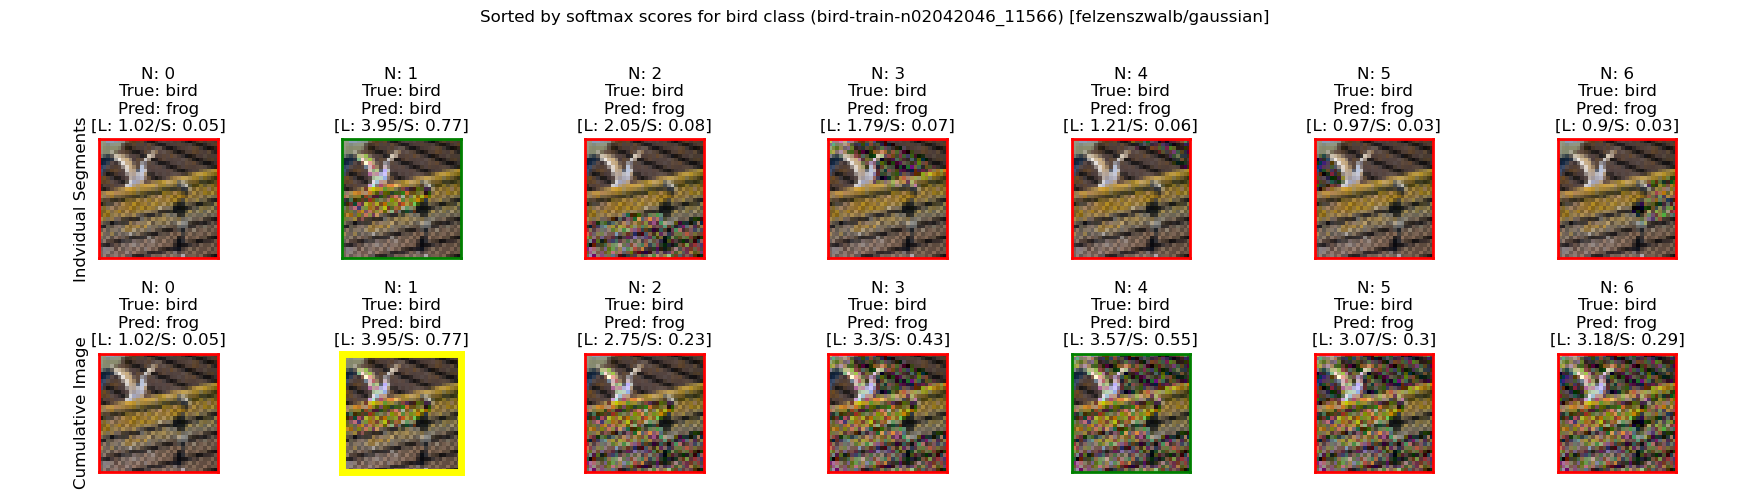 Sorted by softmax scores for bird class (bird-train-n02042046_11566) [felzenszwalb/gaussian]
Indvidual Segments
N: 0
True: bird
Pred: frog
[L: 1.02/S: 0.05]
N: 1
True: bird
Pred: bird
[L: 3.95/S: 0.77]
N: 2
True: bird
Pred: frog
[L: 2.05/S: 0.08]
N: 3
True: bird
Pred: frog
[L: 1.79/S: 0.07]
N: 4
True: bird
Pred: frog
[L: 1.21/S: 0.06]
N: 5
True: bird
Pred: frog
[L: 0.97/S: 0.03]
N: 6
True: bird
Pred: frog
[L: 0.9/S: 0.03]
Cumulative Image
N: 0
True: bird
Pred: frog
[L: 1.02/S: 0.05]
N: 1
True: bird
Pred: bird
[L: 3.95/S: 0.77]
N: 2
True: bird
Pred: frog
[L: 2.75/S: 0.23]
N: 3
True: bird
Pred: frog
[L: 3.3/S: 0.43]
N: 4
True: bird
Pred: bird
[L: 3.57/S: 0.55]
N: 5
True: bird
Pred: frog
[L: 3.07/S: 0.3]
N: 6
True: bird
Pred: frog
[L: 3.18/S: 0.29]